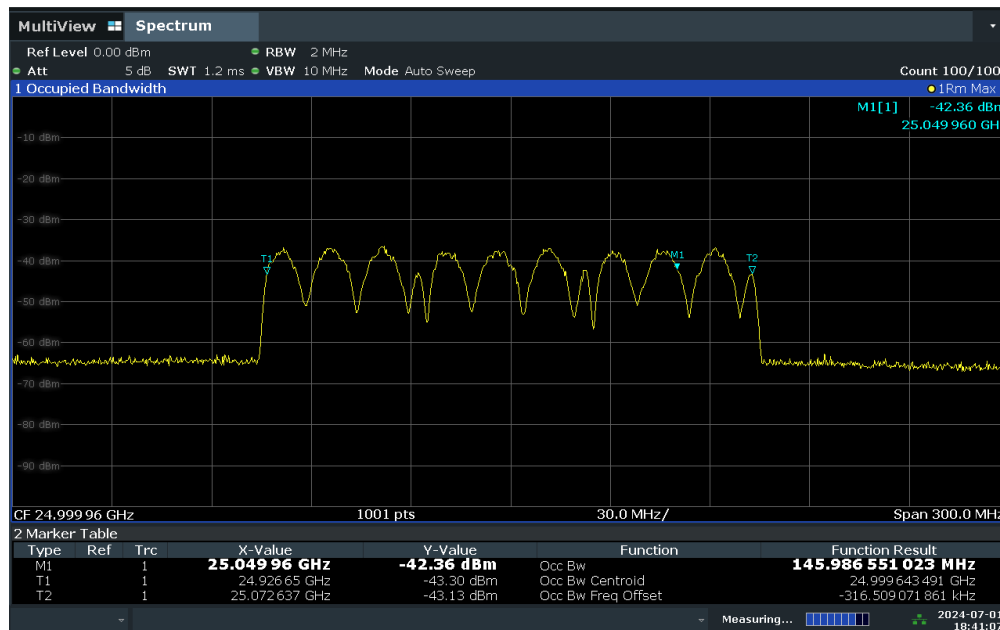 MultiView Spectrum
Ref Level 0.00 dBm RBW 2 MHz
Att 5 dB SWT 1.2 ms VBW 10 MHz Mode Auto Sweep Count 100/100
1 Occupied Bandwidth 1Rm Max
M1[1] -42.36 dBm
25.049 960 GH
-10 dBm
-20 dBm
-30 dBm
-40 dBm
-50 dBm
-60 dBm
-70 dBm
-80 dBm
-90 dBm
T1
M1
T2
CF 24.999 96 GHz 1001 pts 30.0 MHz/ Span 300.0 MHz
2 Marker Table
Type Ref Trc X-Value Y-Value Function Function Result
M1 1 25.049 96 GHz -42.36 dBm Occ Bw 145.986 551 023 MHz
T1 1 24.926 65 GHz -43.30 dBm Occ Bw Centroid 24.999 643 491 GHz
T2 1 25.072 637 GHz -43.13 dBm Occ Bw Freq Offset -316.509 071 861 kHz
Measuring... 2024-07-01
18:41:07